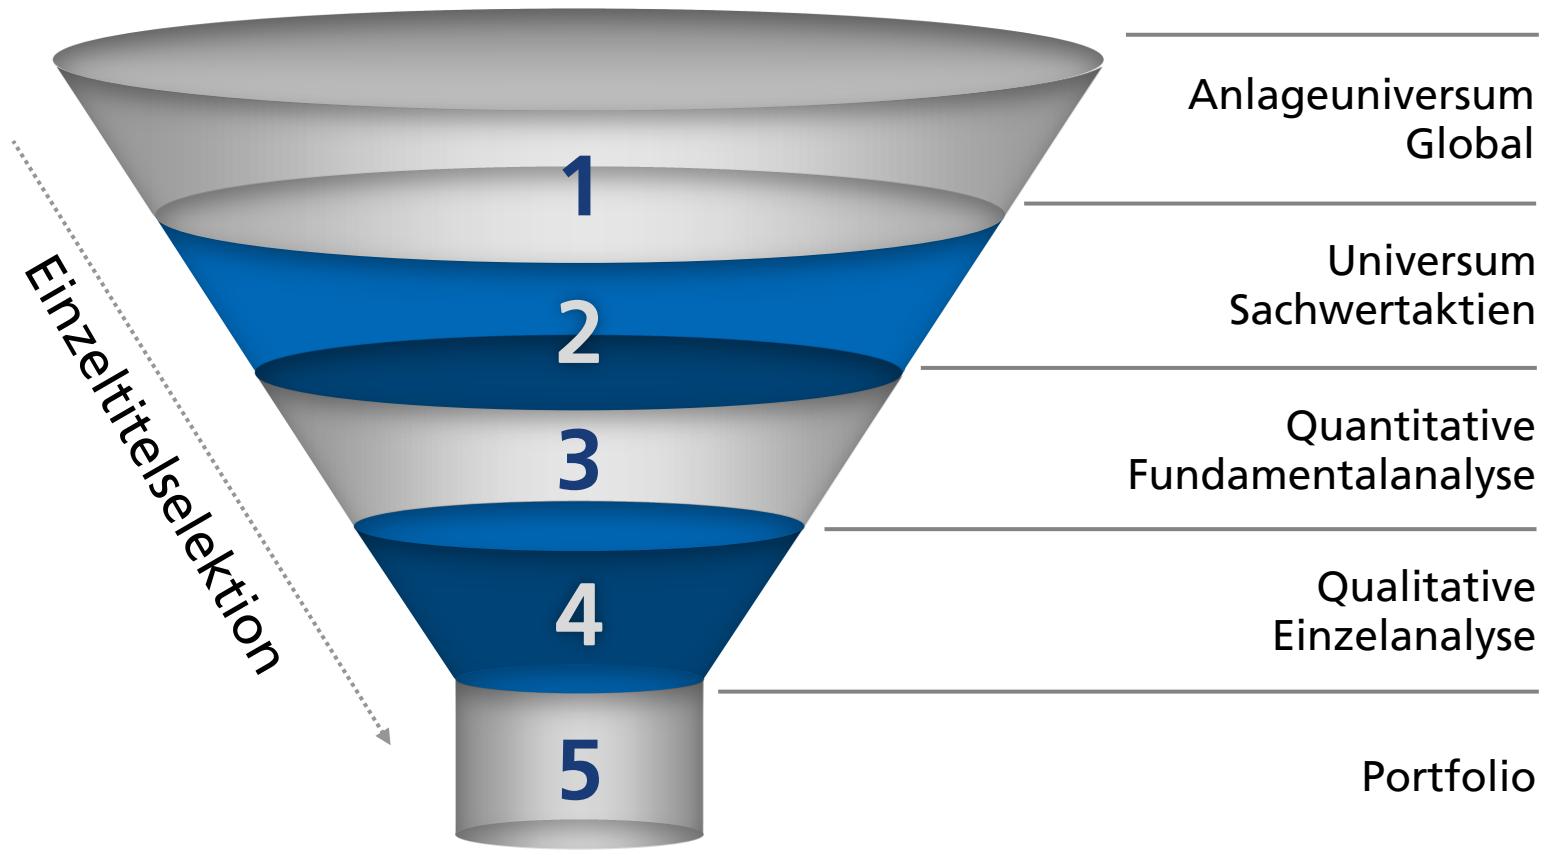 Anlageuniversum
Global
1
Universum
Sachwertaktien
2
Quantitative
Fundamentalanalyse
3
Qualitative
Einzelanalyse
4
Portfolio
5
Einzeltitelselektion